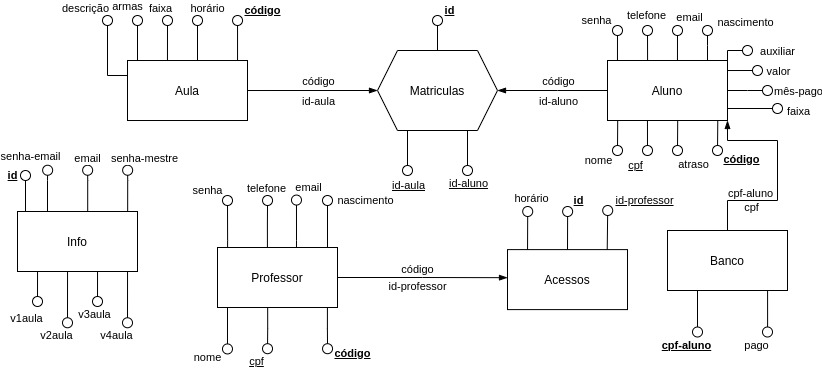 descrição armas faixa horário código
id
senha telefone email nascimento
auxiliar
valor
mês-pago
faixa
Aula
código
id-aula
Matriculas
código
id-aluno
Aluno
nome cpf atraso código
id-aula id-aluno
senha-email email senha-mestre
id
Info
v1aula v2aula v3aula v4aula
senha telefone email nascimento
Professor
nome cpf código
código
id-professor
horário id id-professor
Acessos
cpf-aluno
cpf
Banco
cpf-aluno pago